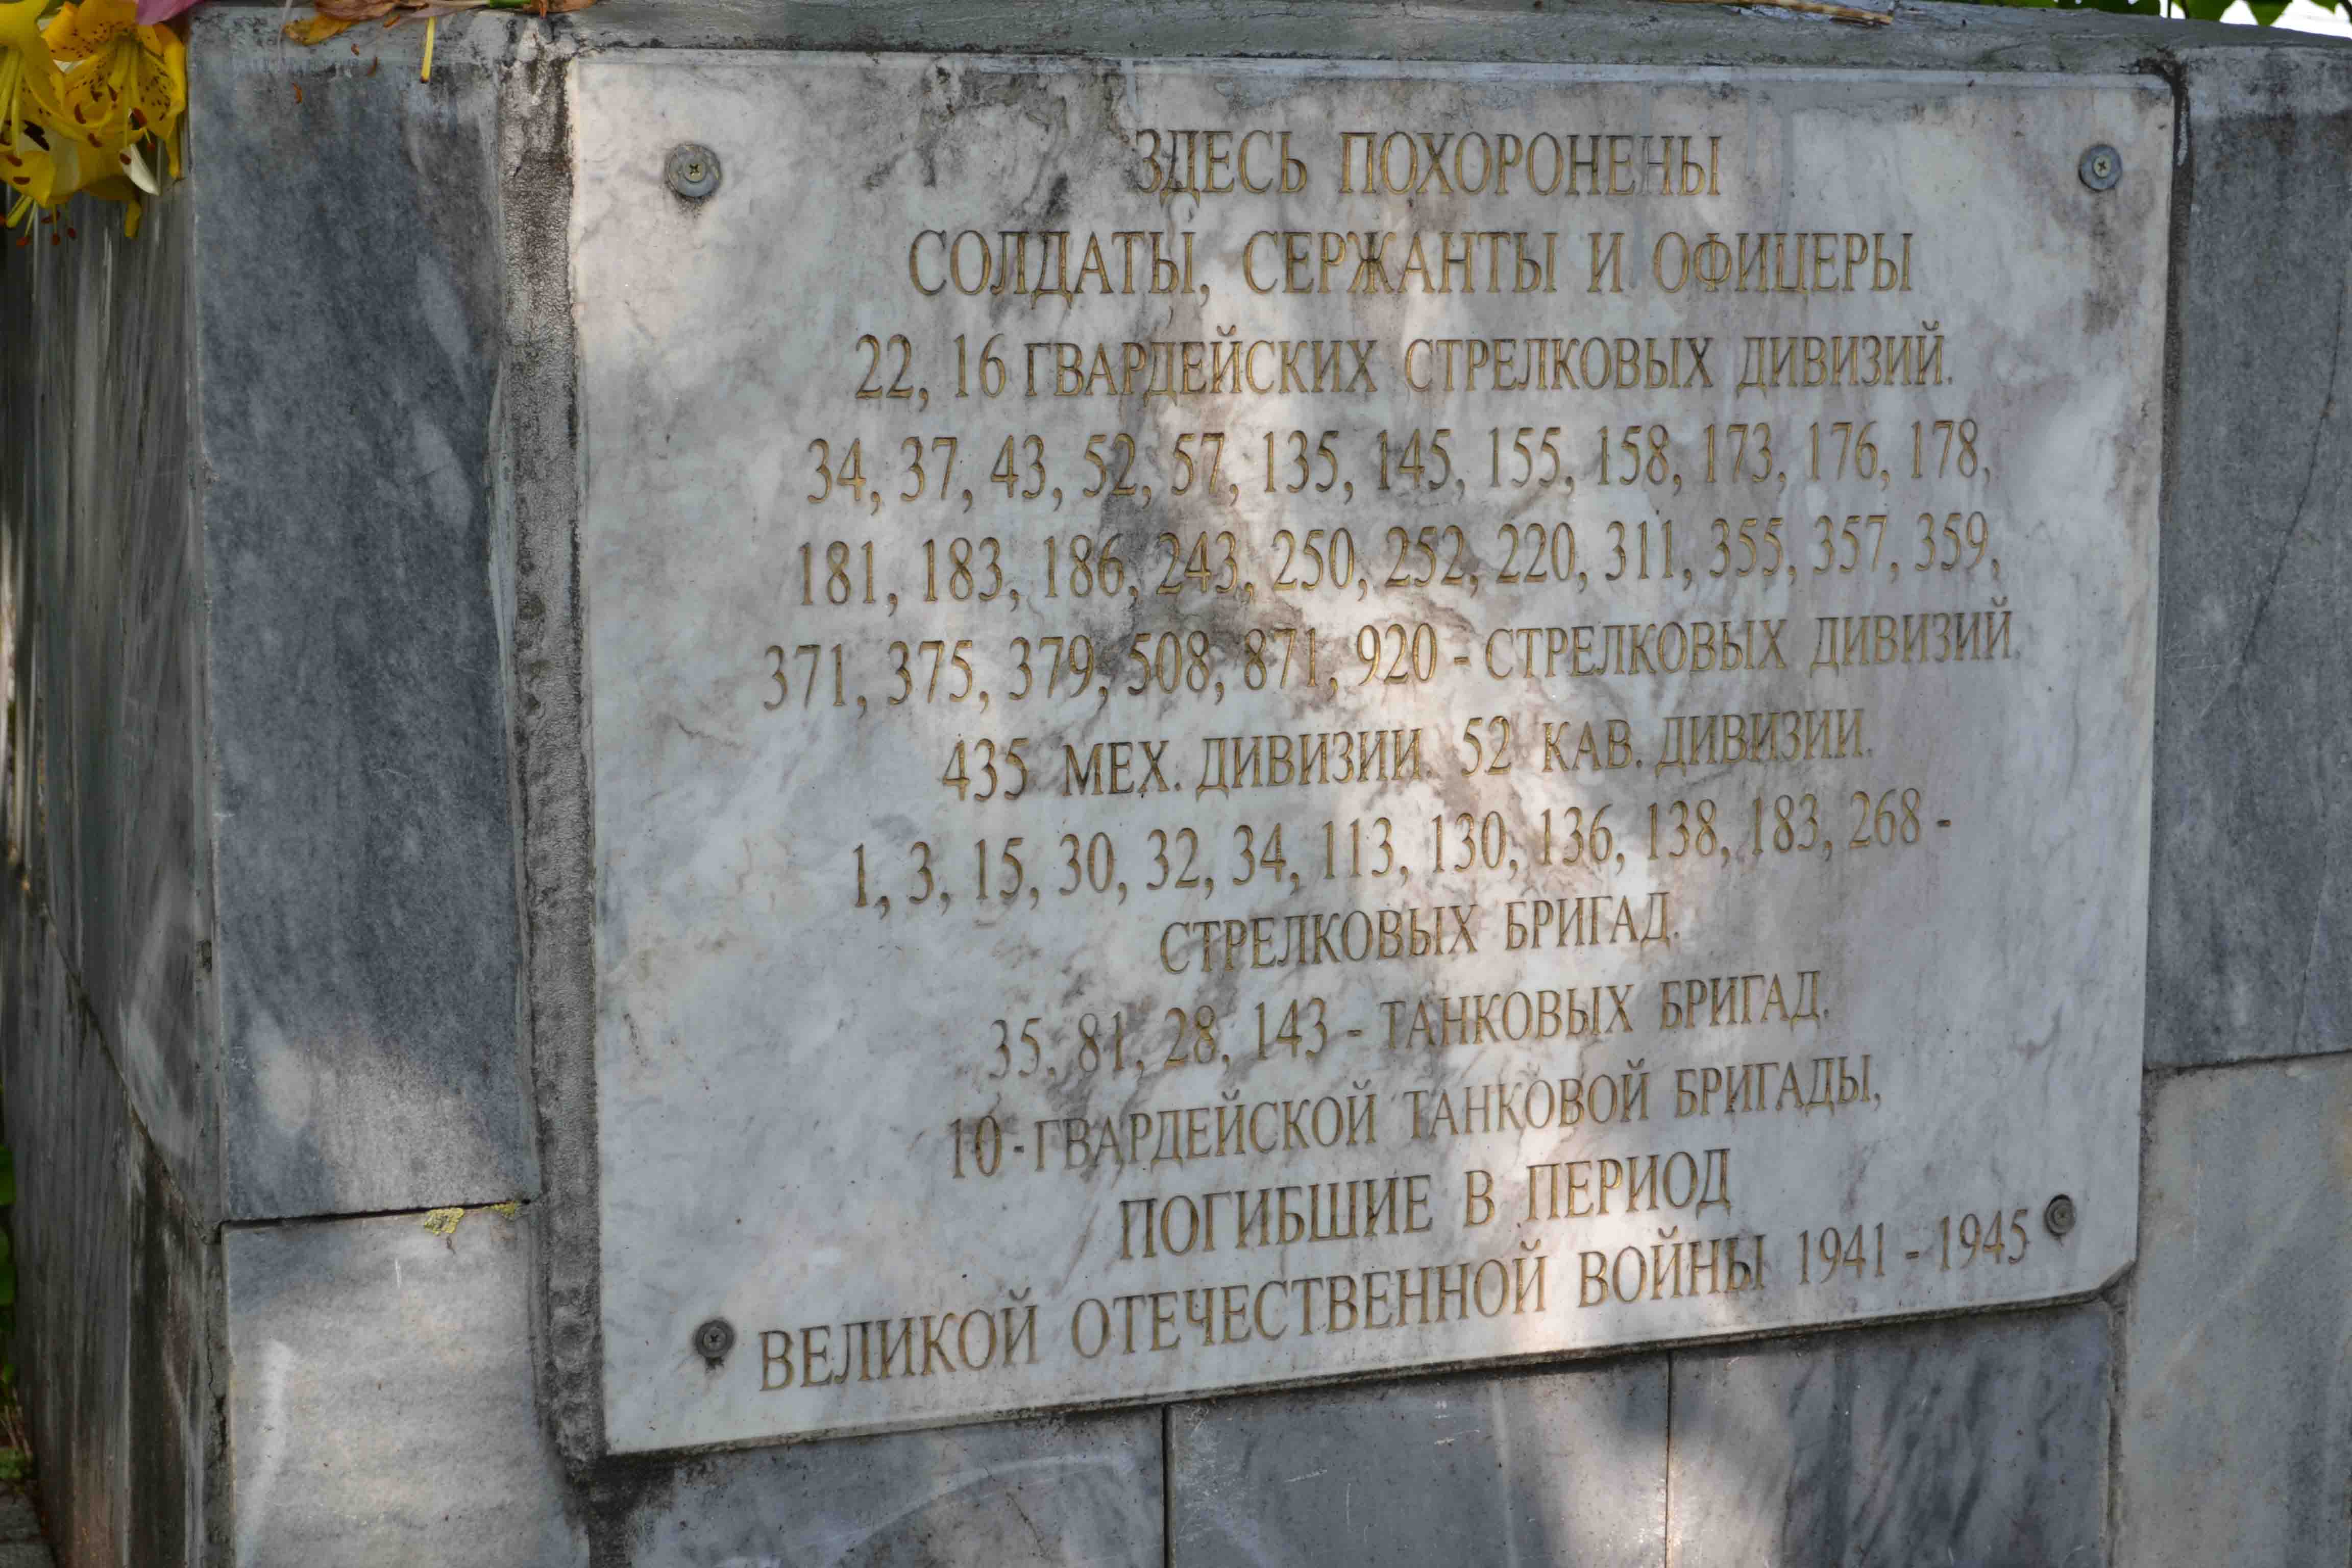 ЗДЕСЬ ПОХОРОНЕНЫ
СОЛДАТЫ, СЕРЖАНТЫ И ОФИЦЕРЫ
22, 16 ГВАРДЕЙСКИХ СТРЕЛКОВЫХ ДИВИЗИЙ.
34, 37, 43, 52, 57, 135, 145, 155, 158, 173, 176, 178,
181, 183, 186, 243, 250, 252, 220, 311, 355, 357, 359,
371, 375, 379, 508, 871, 920 - СТРЕЛКОВЫХ ДИВИЗИЙ.
435 МЕХ. ДИВИЗИИ. 52 КАВ. ДИВИЗИИ.
1, 3, 15, 30, 32, 34, 113, 130, 136, 138, 183, 268 -
СТРЕЛКОВЫХ БРИГАД.
35, 81, 28, 143 - ТАНКОВЫХ БРИГАД.
10 - ГВАРДЕЙСКОЙ ТАНКОВОЙ БРИГАДЫ,
ПОГИБШИЕ В ПЕРИОД
ВЕЛИКОЙ ОТЕЧЕСТВЕННОЙ ВОЙНЫ 1941 - 1945